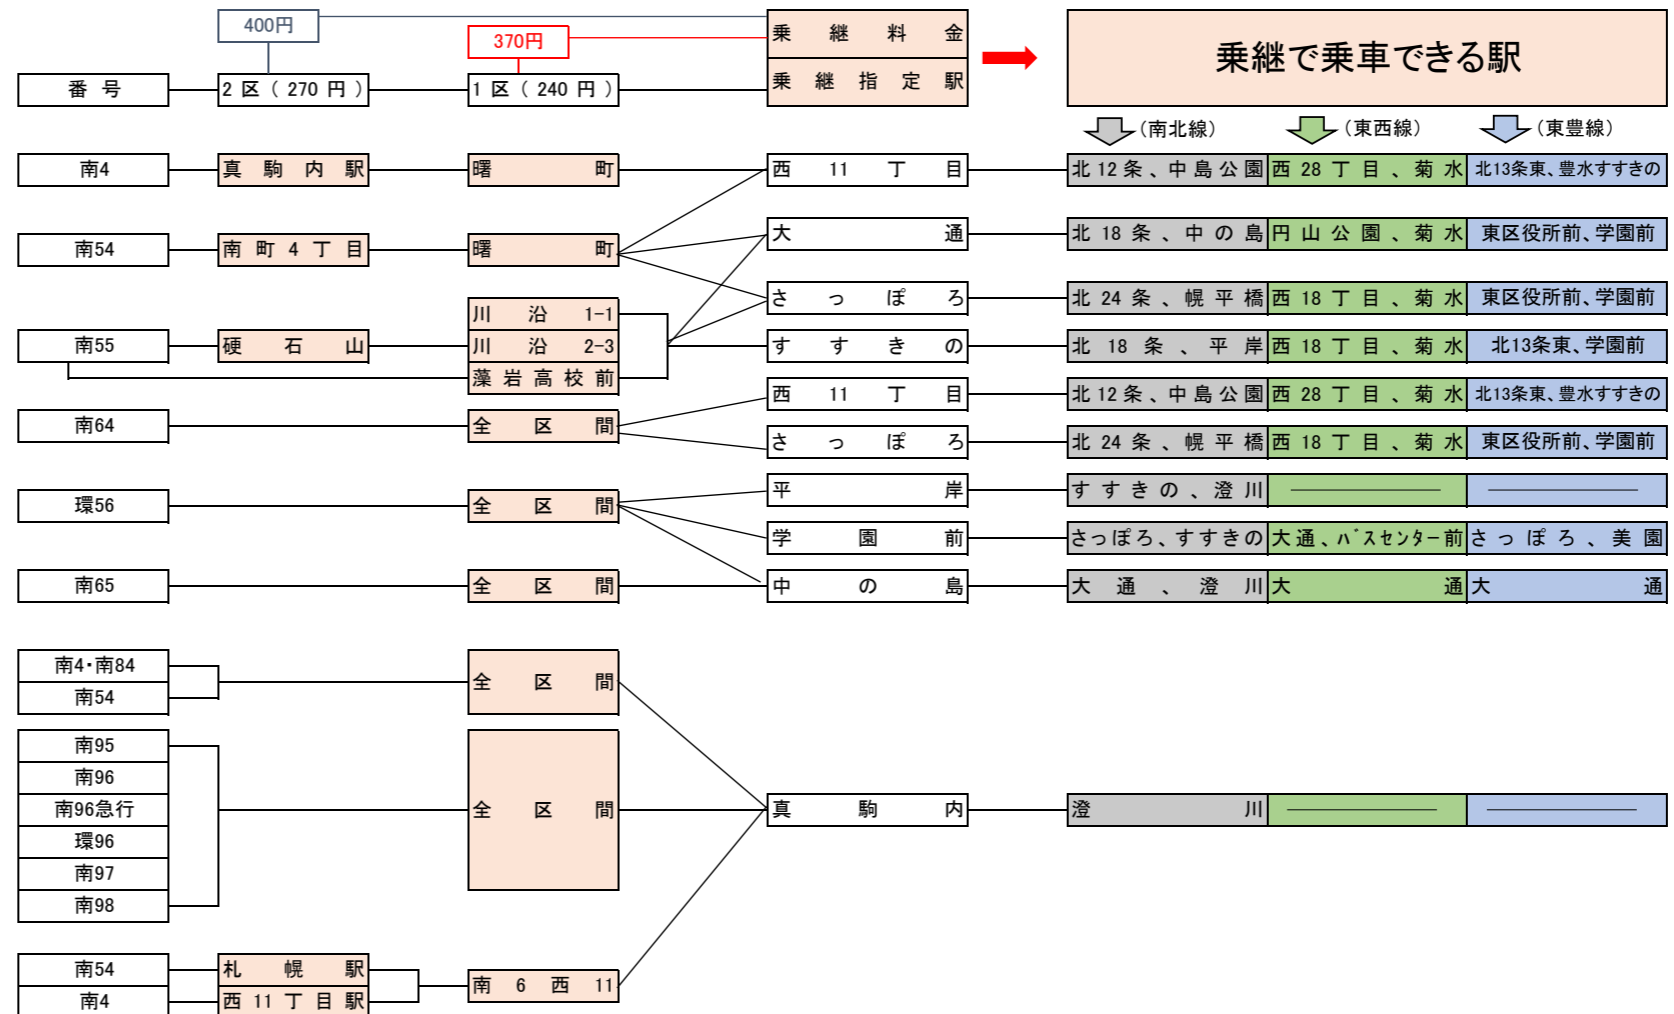 400円
370円
乗継料金
乗継で乗車できる駅
番号 2区(270円) 1区(240円) 乗継指定駅
(南北線) (東西線) (東豊線)
南4 真駒内駅 曙町 西11丁目 北12条、中島公園 西28丁目、菊水 北13条東、豊水すすきの
南54 南町4丁目 曙町 大通 北18条、中の島 円山公園、菊水 東区役所前、学園前
さっぽろ 北24条、幌平橋 西18丁目、菊水 東区役所前、学園前
川沿1-1
南55 硬石山 川沿2-3 すすきの 北18条、平岸 西18丁目、菊水 北13条東、学園前
藻岩高校前
西11丁目 北12条、中島公園 西28丁目、菊水 北13条東、豊水すすきの
南64 全区間
さっぽろ 北24条、幌平橋 西18丁目、菊水 東区役所前、学園前
平岸 すすきの、澄川
環56 全区間
学園前 さっぽろ、すすきの 大通、バスセンター前 さっぽろ、美園
南65 全区間 中の島 大通、澄川 大通 大通
南4・南84
全区間
南54
南95
南96
南96急行 全区間 真駒内 澄川
環96
南97
南98
南54 札幌駅
南6西11
南4 西11丁目駅